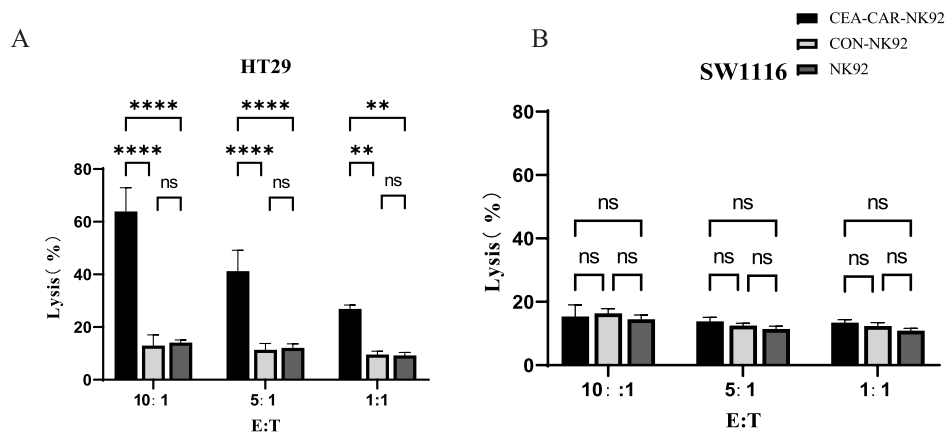 A
HT29
****
****
**
****
****
**
ns
ns
ns
Lysis( %)
80
60
40
20
0
10: 1
5: 1
1:1
E:T
B
SW1116
CEA-CAR-NK92
CON-NK92
NK92
ns
ns
ns
ns
ns
ns
ns
ns
ns
Lysis( %)
80
60
40
20
0
10: :1
5: 1
1: 1
E:T